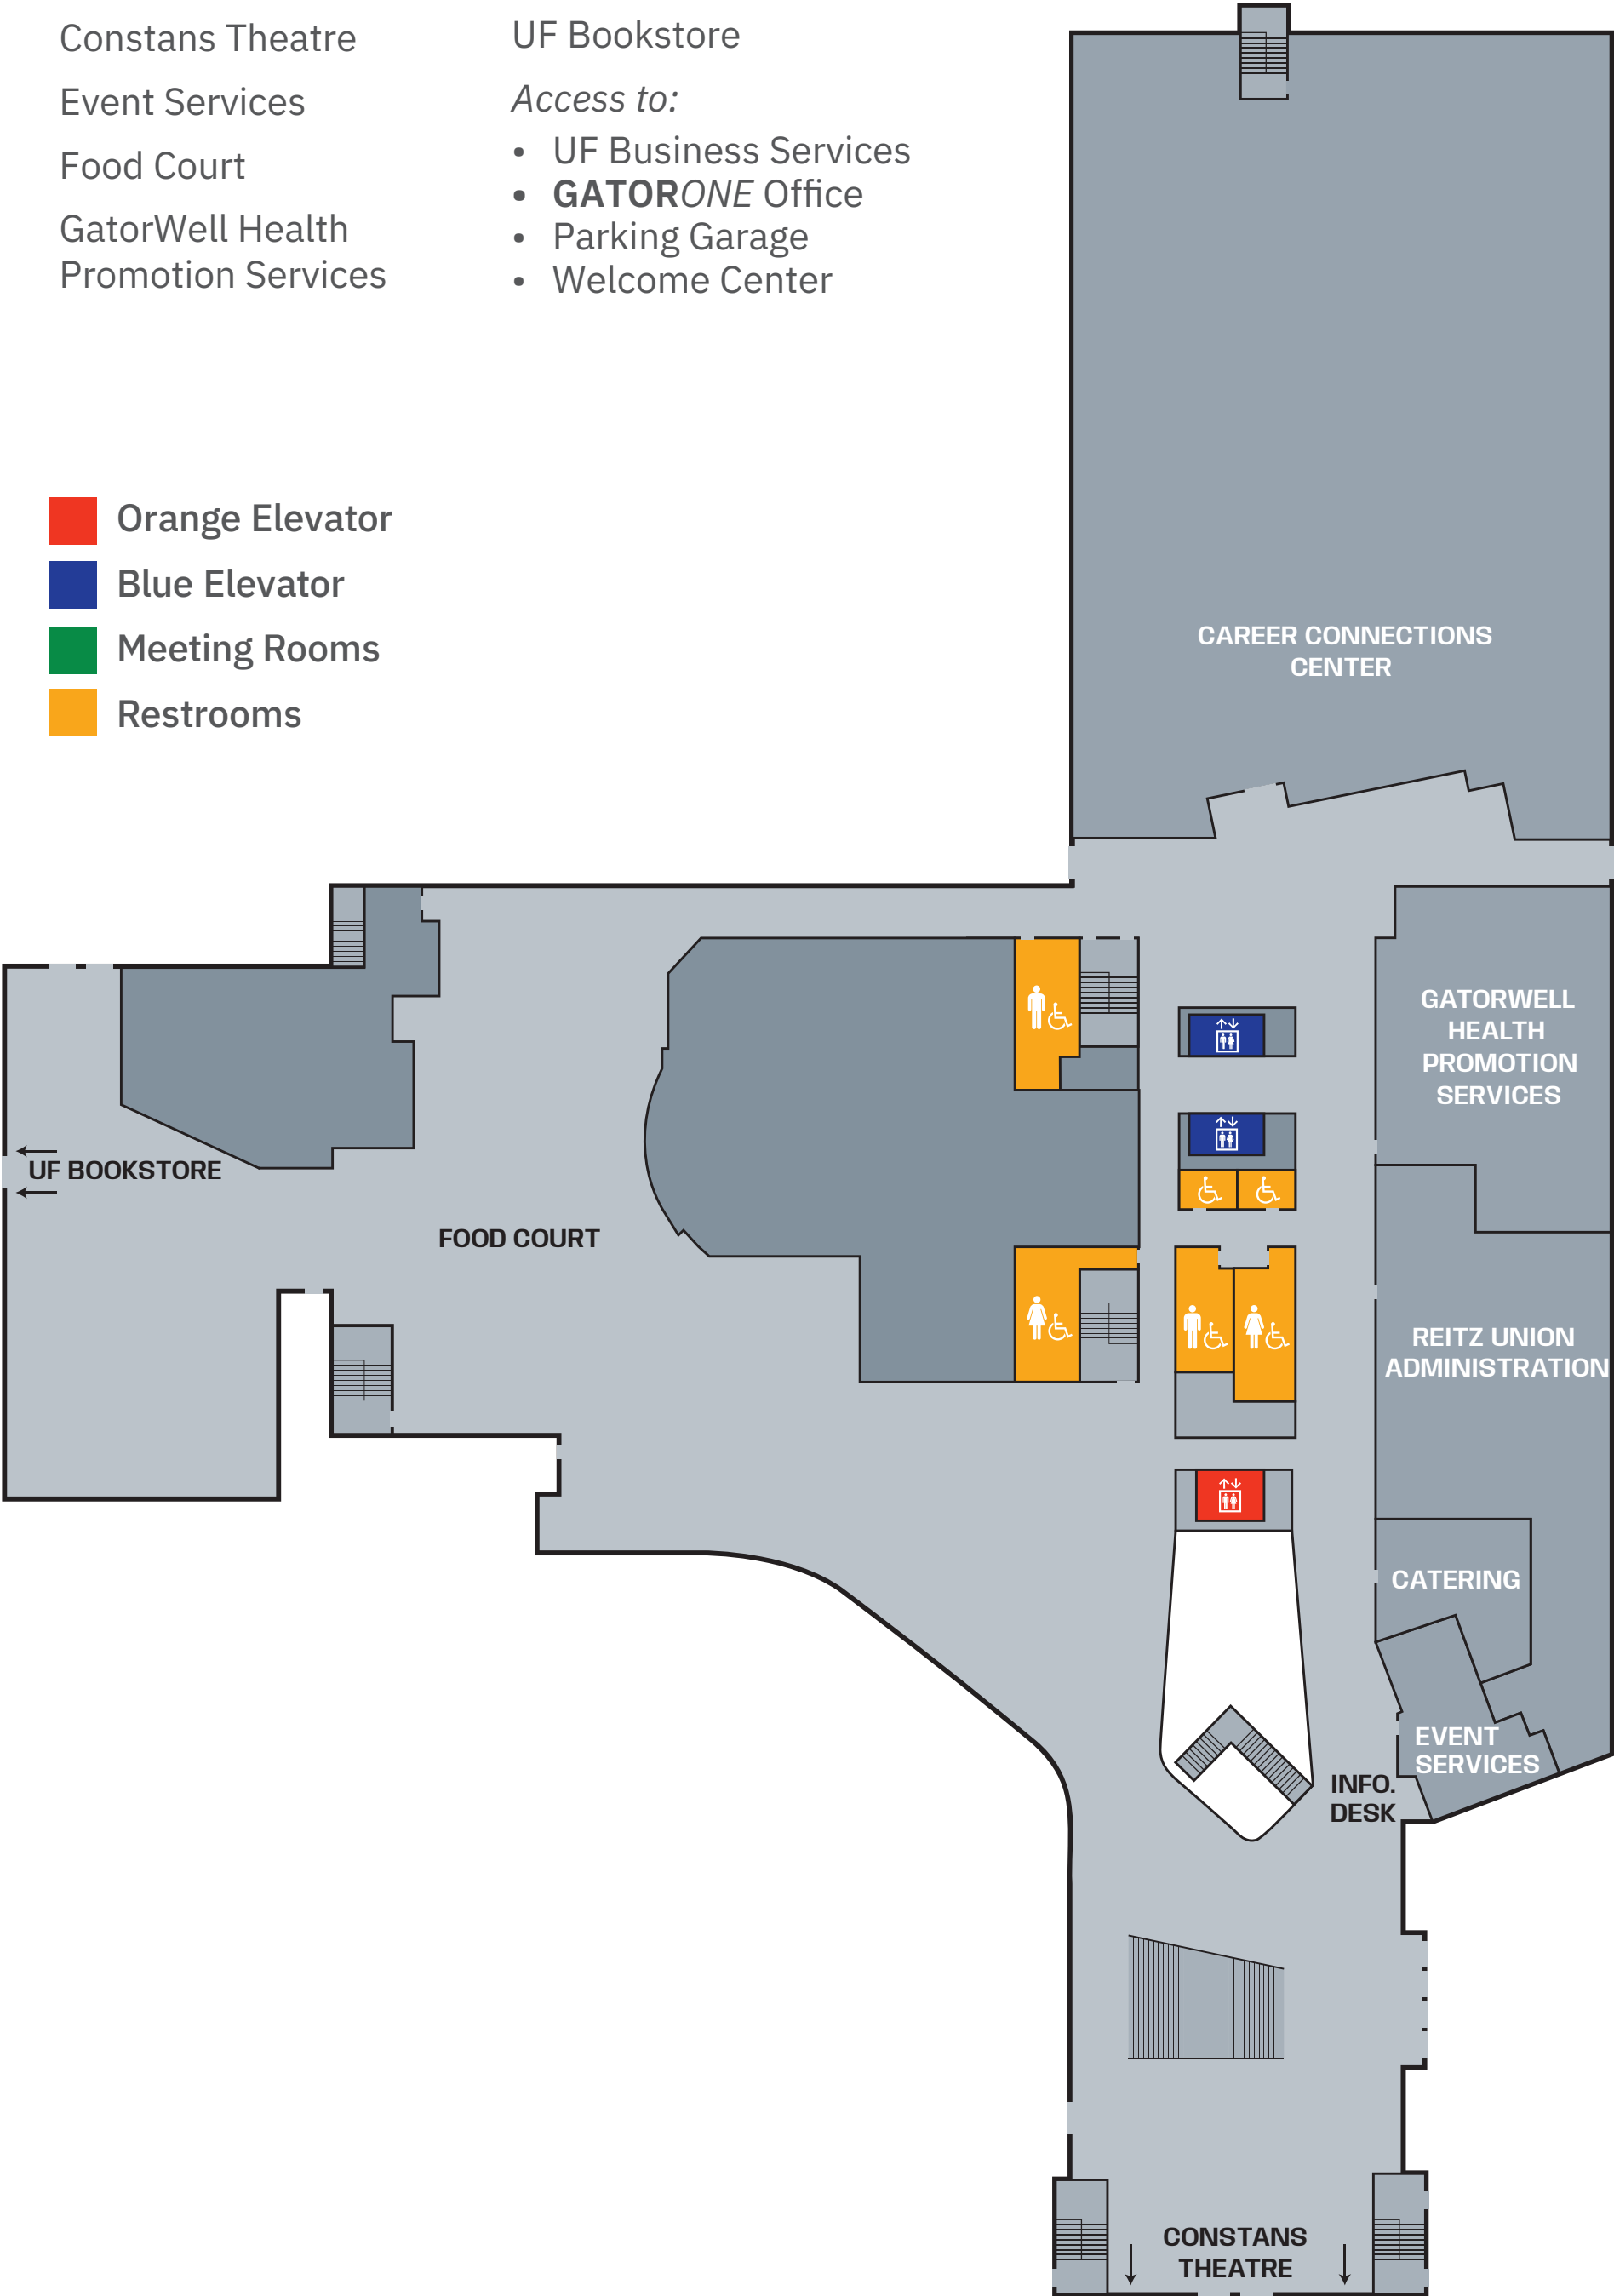 Constans Theatre
Event Services
Food Court
GatorWell Health
Promotion Services
UF Bookstore
Access to:
• UF Business Services
• GATORONE Office
• Parking Garage
• Welcome Center
Orange Elevator
Blue Elevator
Meeting Rooms
Restrooms
CAREER CONNECTIONS
CENTER
GATORWELL
HEALTH
PROMOTION
SERVICES
UF BOOKSTORE
FOOD COURT
REITZ UNION
ADMINISTRATION
CATERING
EVENT
SERVICES
INFO.
DESK
CONSTANS
THEATRE